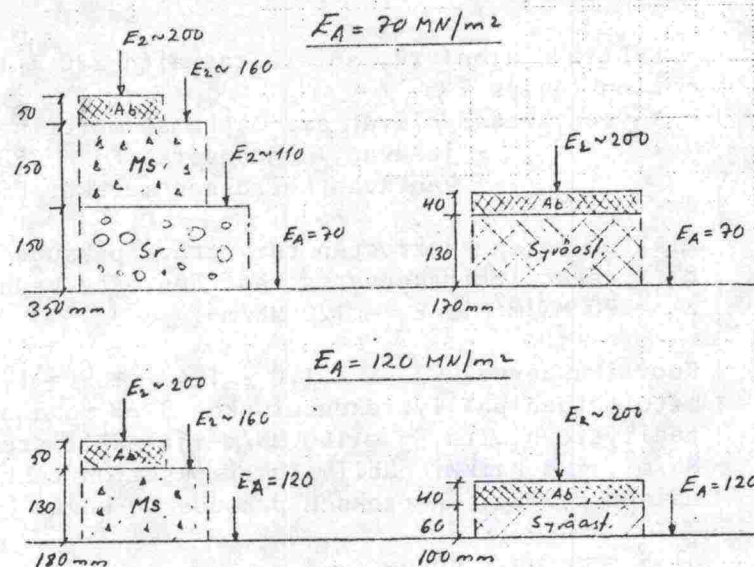 E_A = 70 MN/m²
E₂~200
E₂~160
50
Ab
150
Ms.
E₂~110
150
Sr
E_A=70
350 mm
E₂~200
40
Ab
130
Syväast.
E_A=70
170 mm
E_A = 120 MN/m²
E₂~200
E₂~160
50
Ab
130
Ms
E_A=120
180 mm
E₂~200
40
Ab
60
Syväast.
E_A=120
100 mm